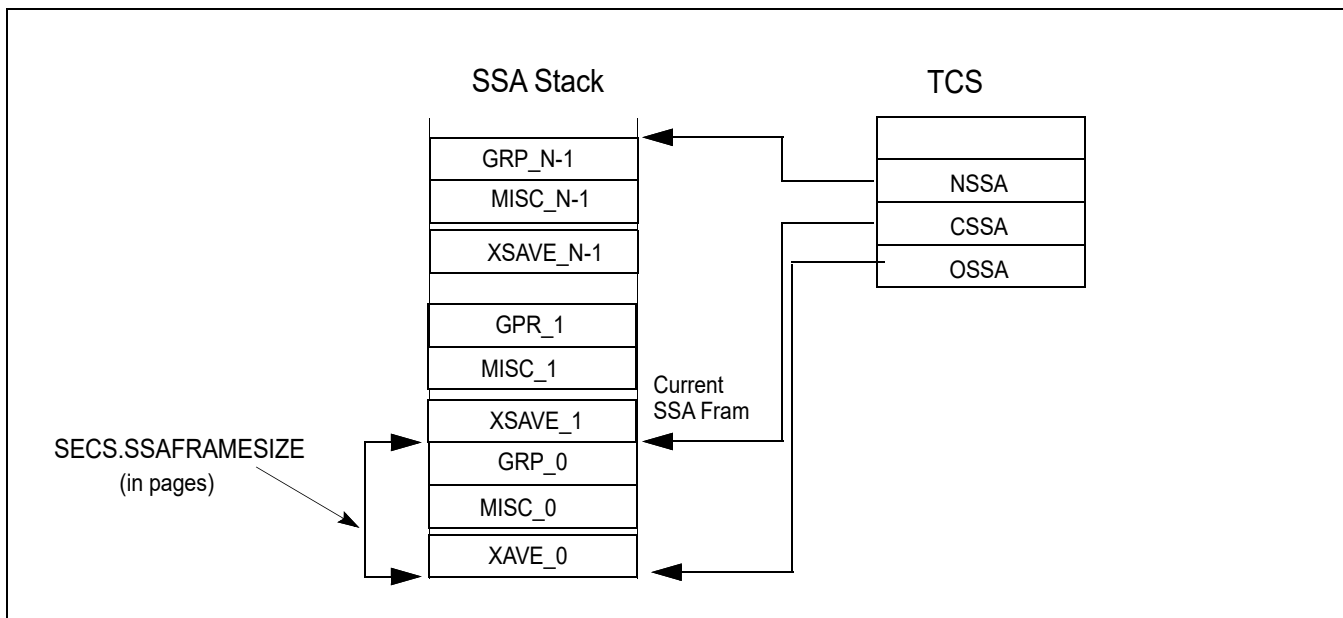 SSA Stack
TCS
GRP_N-1
MISC_N-1
XSAVE_N-1
GPR_1
MISC_1
XSAVE_1
GRP_0
MISC_0
XAVE_0
NSSA
CSSA
OSSA
Current
SSA Fram
SECS.SSAFRAMESIZE
(in pages)